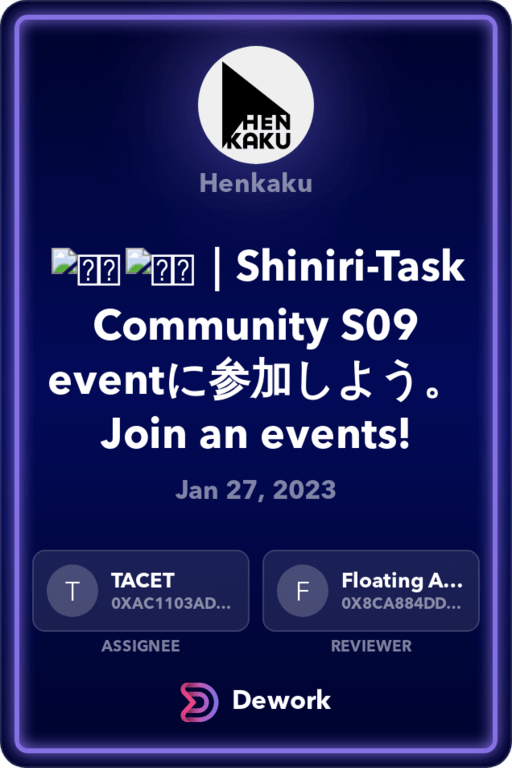 HEN
KAKU
Henkaku
| Shiniri-Task
Community S09
eventに参加しよう。
Join an events!
Jan 27, 2023
T
TACET
0XAC1103AD...
F
Floating A...
0X8CA884DD...
ASSIGNEE
REVIEWER
Dework